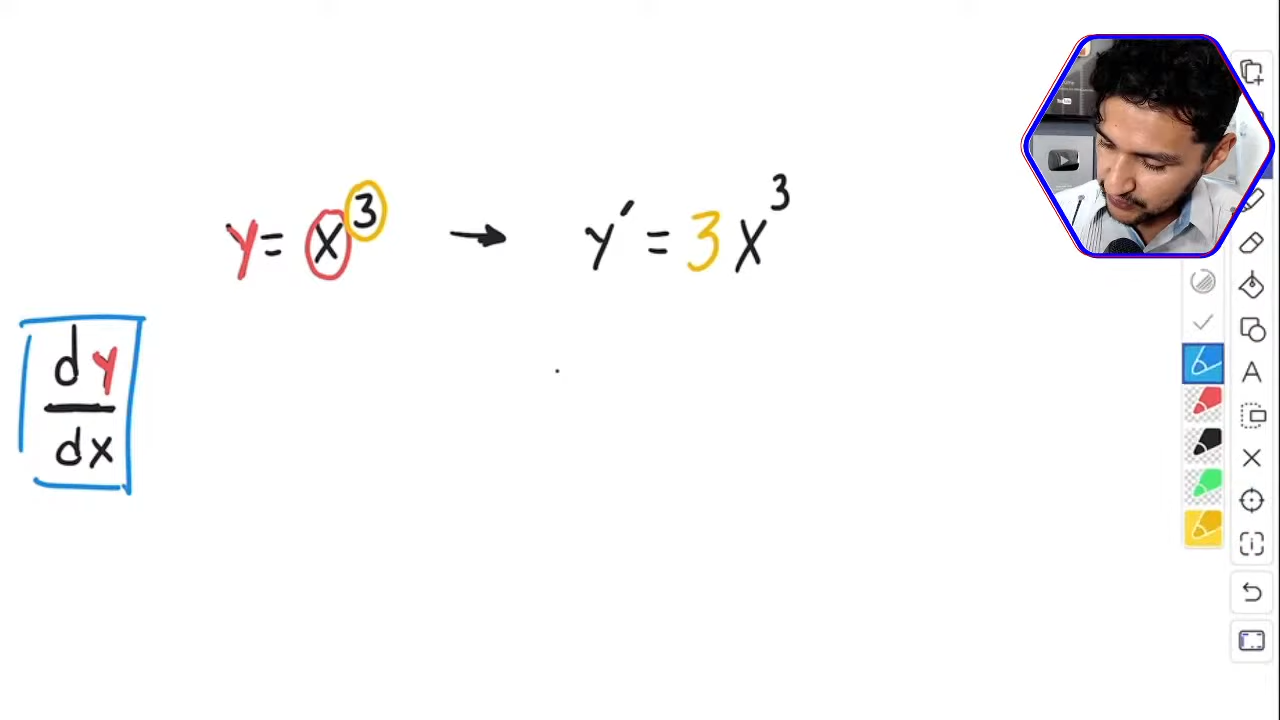 y = x³ → y′ = 3x³
dy
dx
A